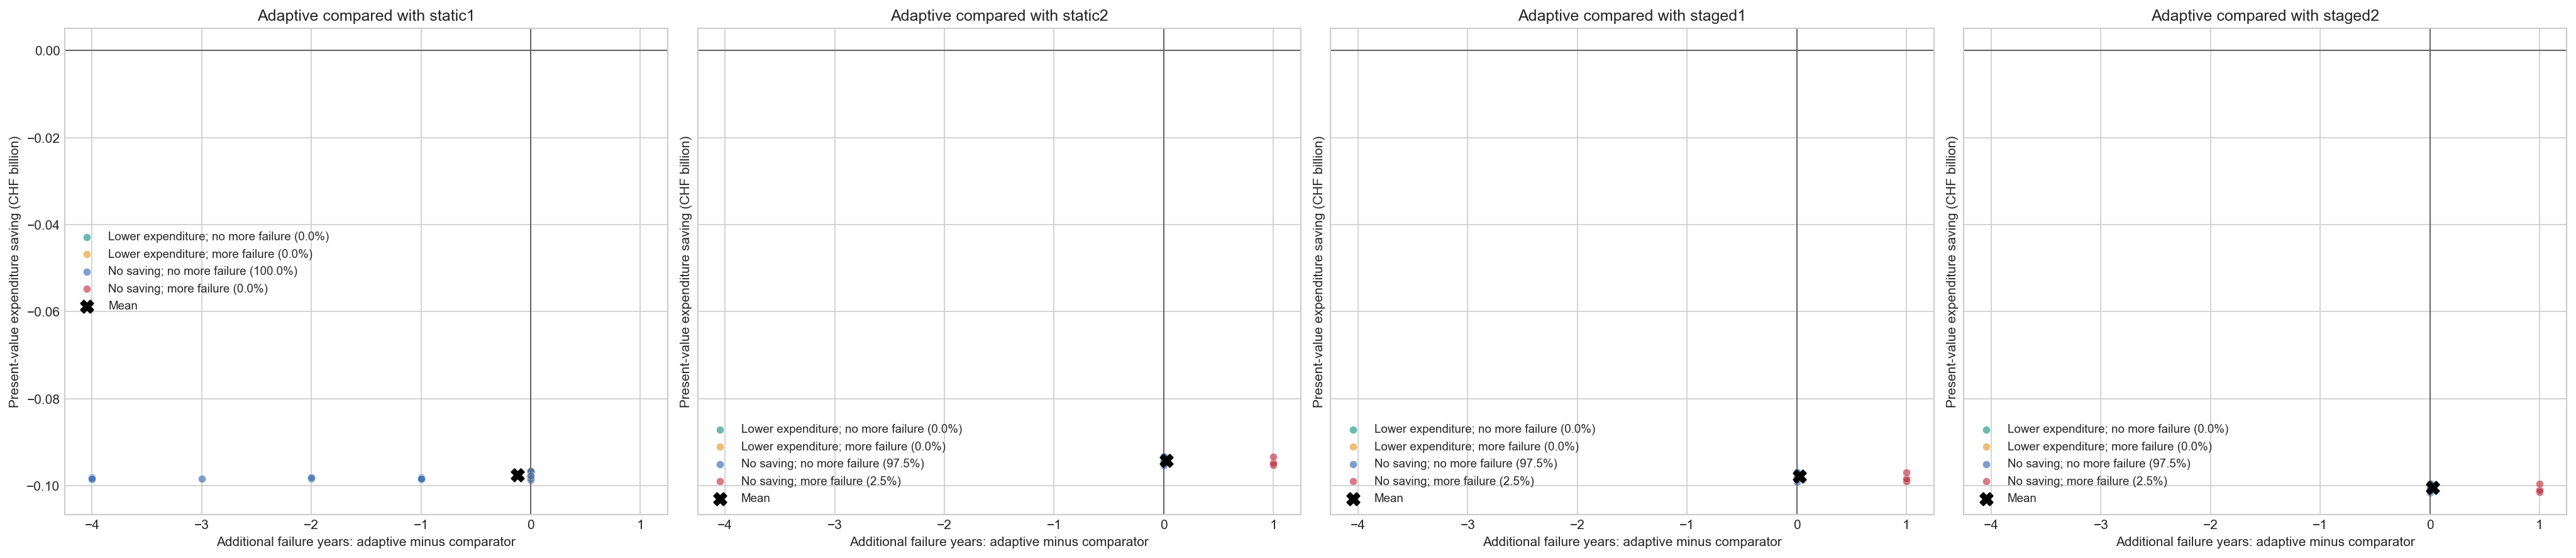 Adaptive compared with static1
Present-value expenditure saving (CHF billion)
0.00
−0.02
−0.04
−0.06
−0.08
−0.10
Lower expenditure; no more failure (0.0%)
Lower expenditure; more failure (0.0%)
No saving; no more failure (100.0%)
No saving; more failure (0.0%)
Mean
−4 −3 −2 −1 0 1
Additional failure years: adaptive minus comparator
Adaptive compared with static2
Present-value expenditure saving (CHF billion)
Lower expenditure; no more failure (0.0%)
Lower expenditure; more failure (0.0%)
No saving; no more failure (97.5%)
No saving; more failure (2.5%)
Mean
−4 −3 −2 −1 0 1
Additional failure years: adaptive minus comparator
Adaptive compared with staged1
Present-value expenditure saving (CHF billion)
Lower expenditure; no more failure (0.0%)
Lower expenditure; more failure (0.0%)
No saving; no more failure (97.5%)
No saving; more failure (2.5%)
Mean
−4 −3 −2 −1 0 1
Additional failure years: adaptive minus comparator
Adaptive compared with staged2
Present-value expenditure saving (CHF billion)
Lower expenditure; no more failure (0.0%)
Lower expenditure; more failure (0.0%)
No saving; no more failure (97.5%)
No saving; more failure (2.5%)
Mean
−4 −3 −2 −1 0 1
Additional failure years: adaptive minus comparator